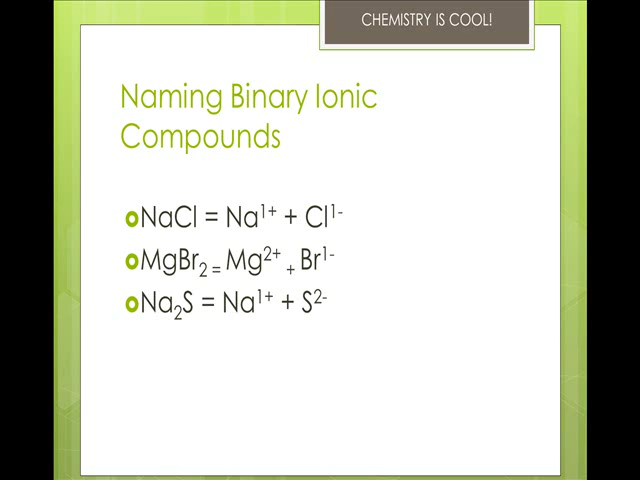 CHEMISTRY IS COOL!
Naming Binary Ionic
Compounds
NaCl = Na¹⁺ + Cl¹⁻
MgBr₂ = Mg²⁺ + Br¹⁻
Na₂S = Na¹⁺ + S²⁻